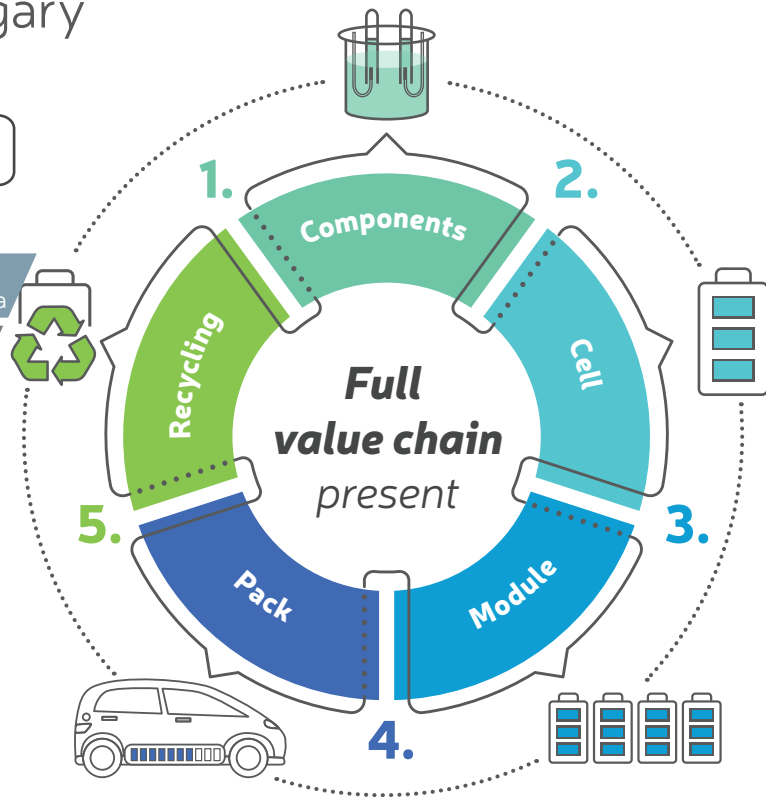 gary
a
1.
Components
2.
Cell
3.
Module
4.
Pack
5.
Recycling
Full
value chain
present